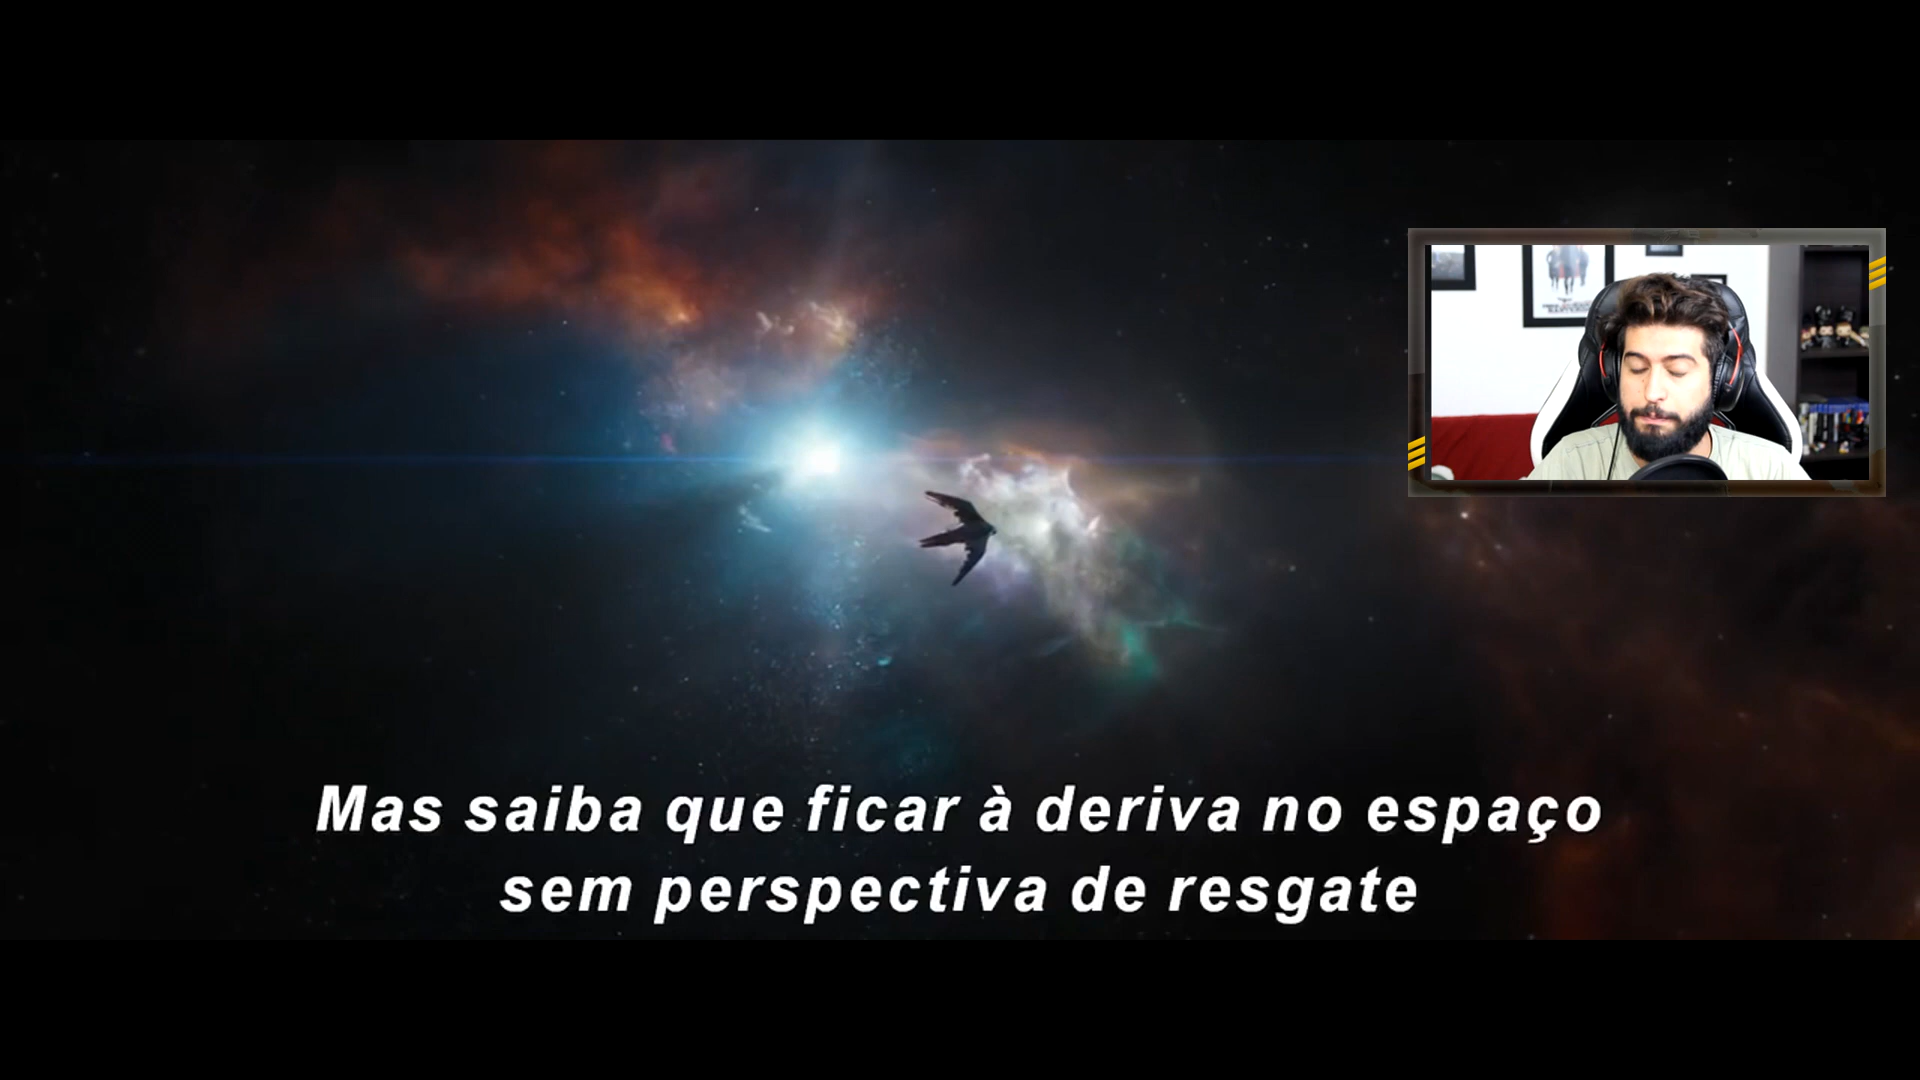 Mas saiba que ficar à deriva no espaço
sem perspectiva de resgate